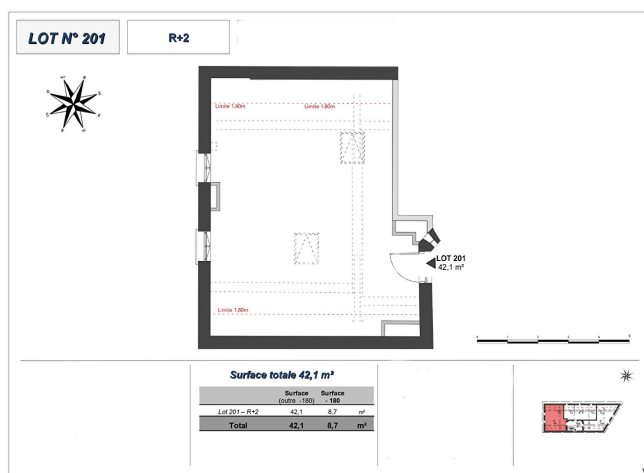 LOT N° 201
R+2
Limite 1.80m
Limite 1.80m
LOT 201
42,1 m²
Limite 1.80m
Surface totale 42,1 m²
Surface (outre -180)
Surface - 180
Lot 201 – R+2 42,1 8,7 m²
Total 42,1 8,7 m²